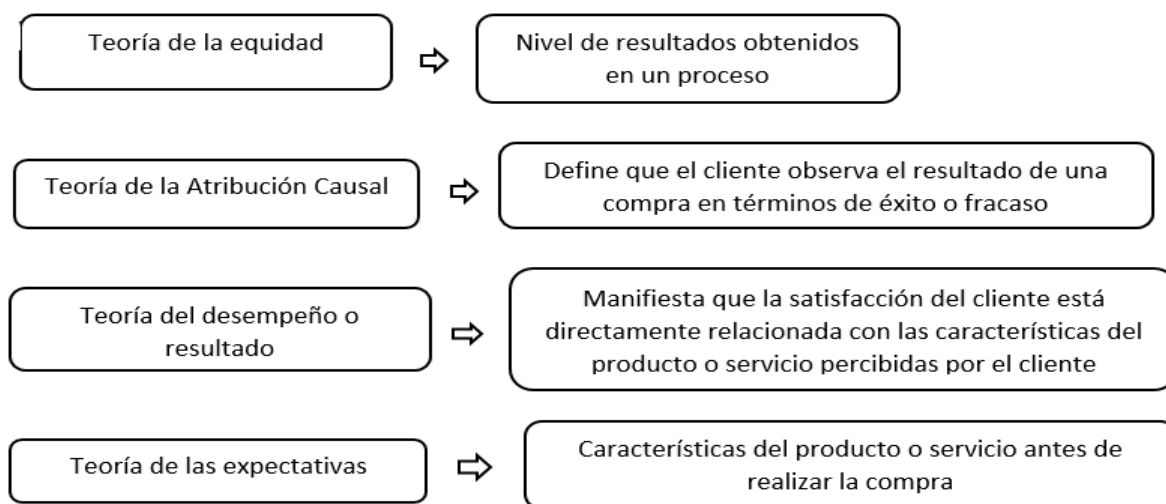 Teoría de la equidad
Nivel de resultados obtenidos
en un proceso
Teoría de la Atribución Causal
Define que el cliente observa el resultado de una
compra en términos de éxito o fracaso
Teoría del desempeño o
resultado
Manifiesta que la satisfacción del cliente está
directamente relacionada con las características del
producto o servicio percibidas por el cliente
Teoría de las expectativas
Características del producto o servicio antes de
realizar la compra